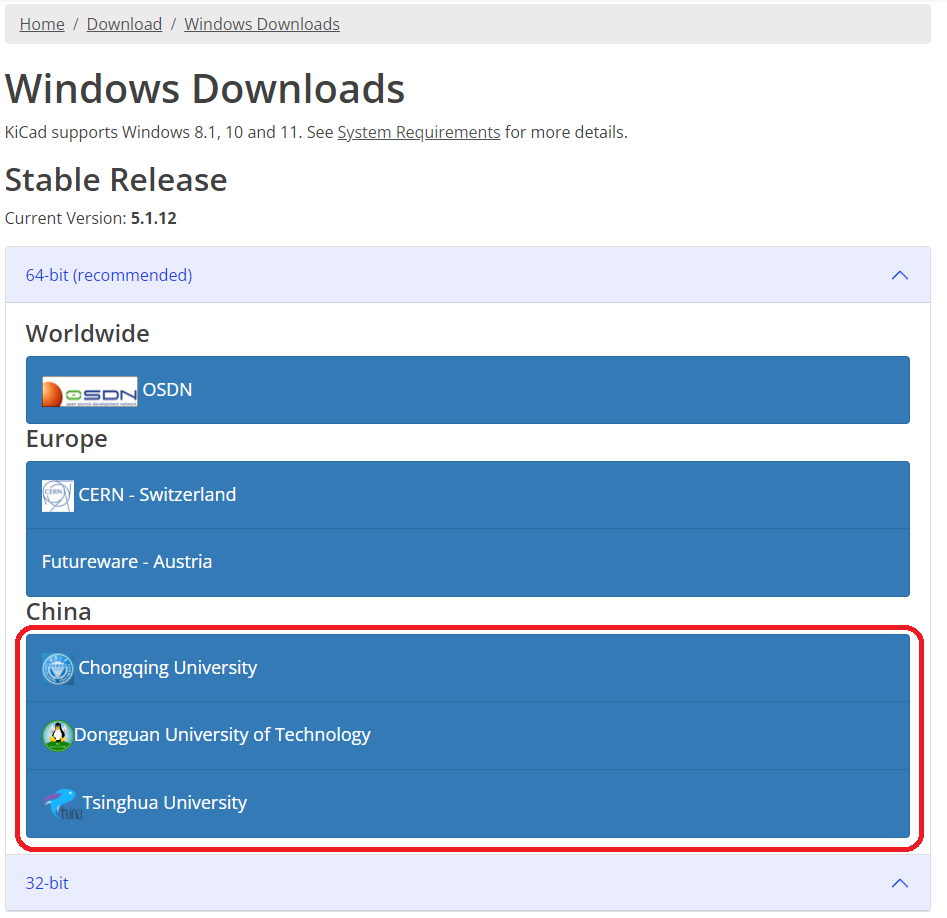 Home / Download / Windows Downloads
Windows Downloads
KiCad supports Windows 8.1, 10 and 11. See System Requirements for more details.
Stable Release
Current Version: 5.1.12
64-bit (recommended)
Worldwide
OSDN OSDN
open source development network
Europe
CERN CERN - Switzerland
Futureware - Austria
China
Chongqing University
Dongguan University of Technology
tuna Tsinghua University
32-bit